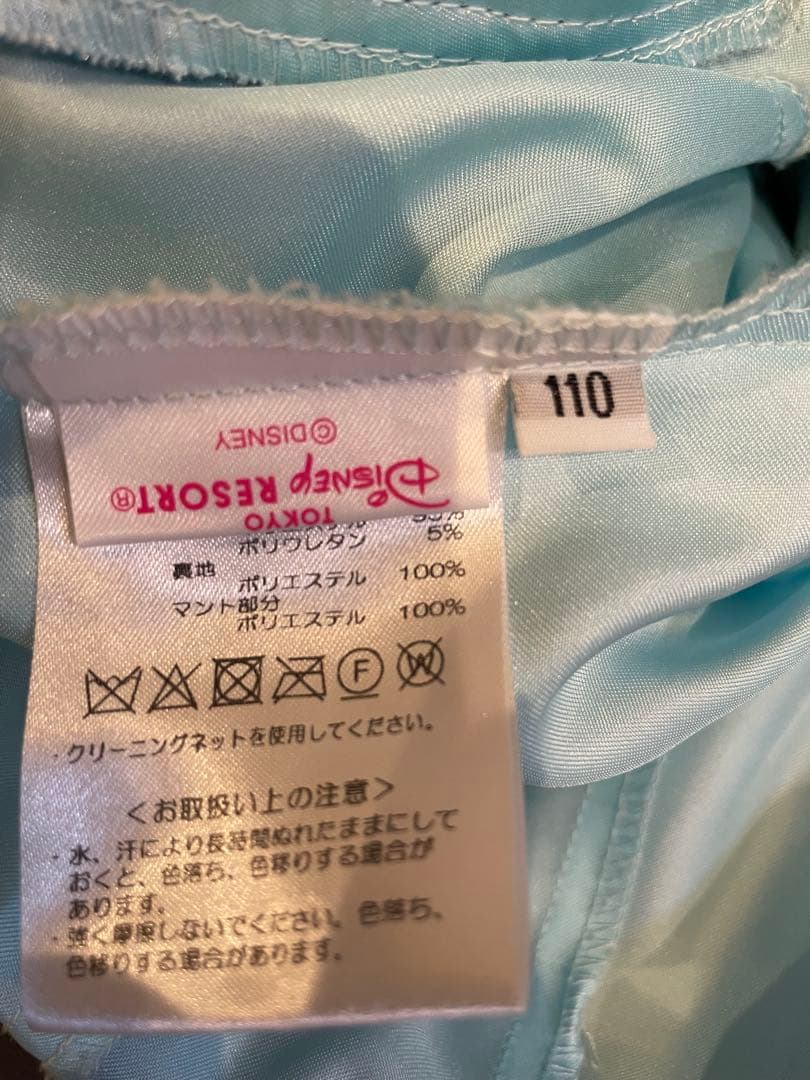 110
TOKYO
Disney RESORT®
©DISNEY
ポリウレタン 5%
裏地
ポリエステル 100%
マント部分
ポリエステル 100%
F
W
・クリーニングネットを使用してください。
<お取扱い上の注意>
・水、汗により長時間ぬれたままにして
おくと、色落ち、色移りする場合が
あります。
・強く摩擦しないでください。色落ち、
色移りする場合があります。